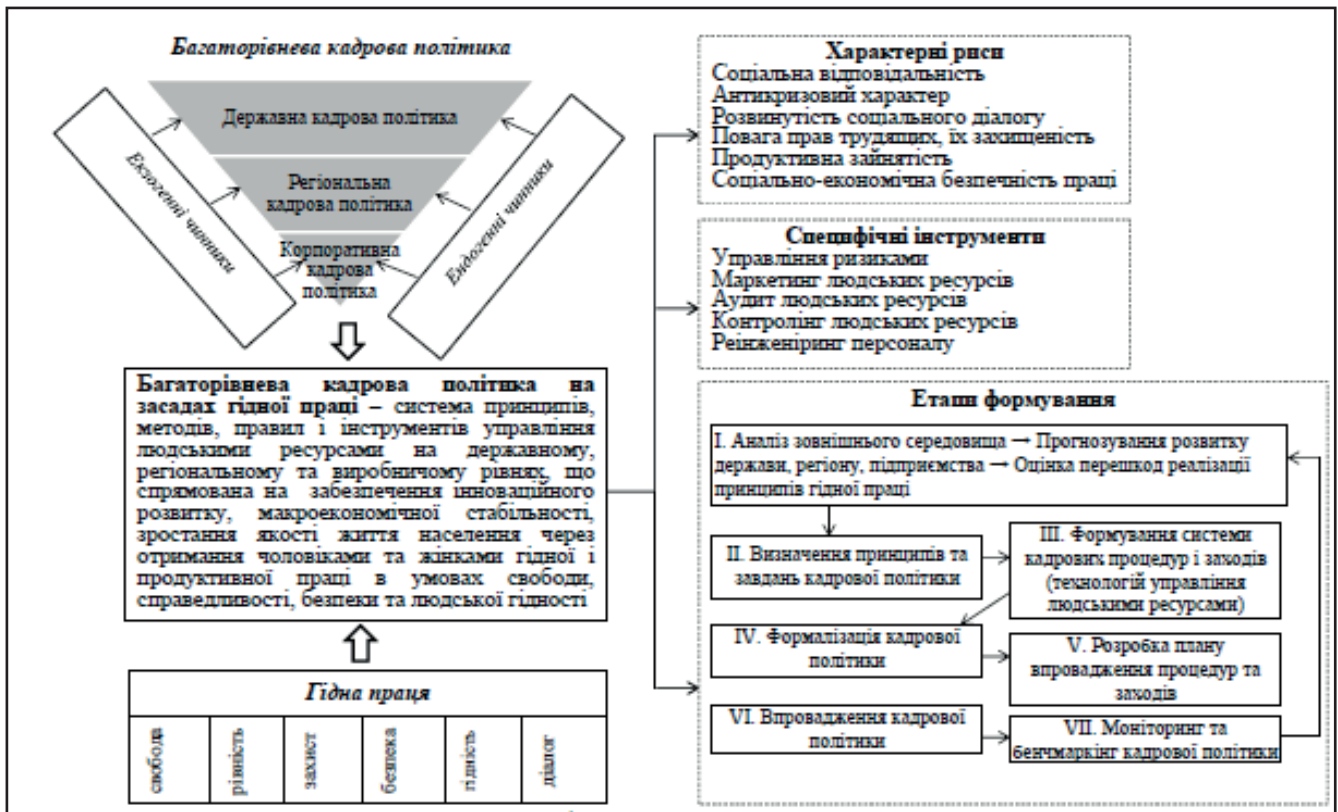 Багаторівнева кадрова політика
Державна кадрова політика
Регіональна
кадрова політика
Корпоративна
кадрова
політика
Екзогенні чинники
Ендогенні чинники
Багаторівнева кадрова політика на
засадах гідної праці – система принципів,
методів, правил і інструментів управління
людськими ресурсами на державному,
регіональному та виробничому рівнях, що
спрямована на забезпечення інноваційного
розвитку, макроекономічної стабільності,
зростання якості життя населення через
отримання чоловіками та жінками гідної і
продуктивної праці в умовах свободи,
справедливості, безпеки та людської гідності
Гідна праця
свобода
рівність
захист
безпека
гідність
діалог
Характерні риси
Соціальна відповідальність
Антикризовий характер
Розвинутість соціального діалогу
Повага прав трудящих, їх захищеність
Продуктивна зайнятість
Соціально-економічна безпечність праці
Специфічні інструменти
Управління ризиками
Маркетинг людських ресурсів
Аудит людських ресурсів
Контролінг людських ресурсів
Реінженіринг персоналу
Етапи формування
I. Аналіз зовнішнього середовища → Прогнозування розвитку
держави, регіону, підприємства → Оцінка перешкод реалізації
принципів гідної праці
II. Визначення принципів та
завдань кадрової політики
III. Формування системи
кадрових процедур і заходів
(технологій управління
людськими ресурсами)
IV. Формалізація кадрової
політики
V. Розробка плану
впровадження процедур та
заходів
VI. Впровадження кадрової
політики
VII. Моніторинг та
бенчмаркінг кадрової політики